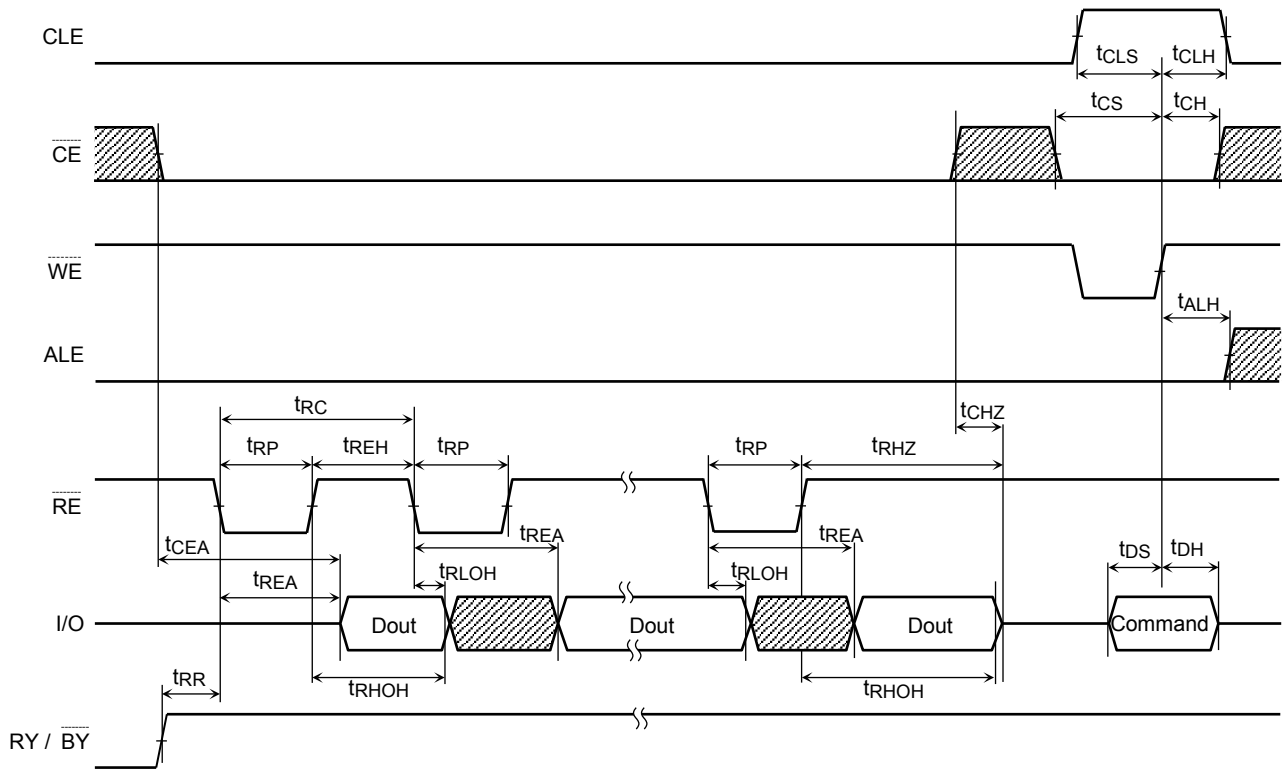 CLE
tCLS
tCLH
tCS
tCH
CE
WE
tALH
ALE
tRC
tCHZ
tRP
tREH
tRP
tRP
tRHZ
RE
tCEA
tREA
tREA
tDS
tDH
tREA
tRLOH
tRLOH
I/O
Dout
Dout
Dout
Command
tRR
tRHOH
tRHOH
RY / BY